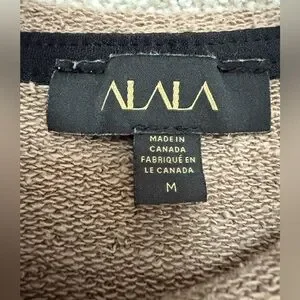 ALALA
MADE IN
CANADA
FABRIQUÉ EN
LE CANADA
M